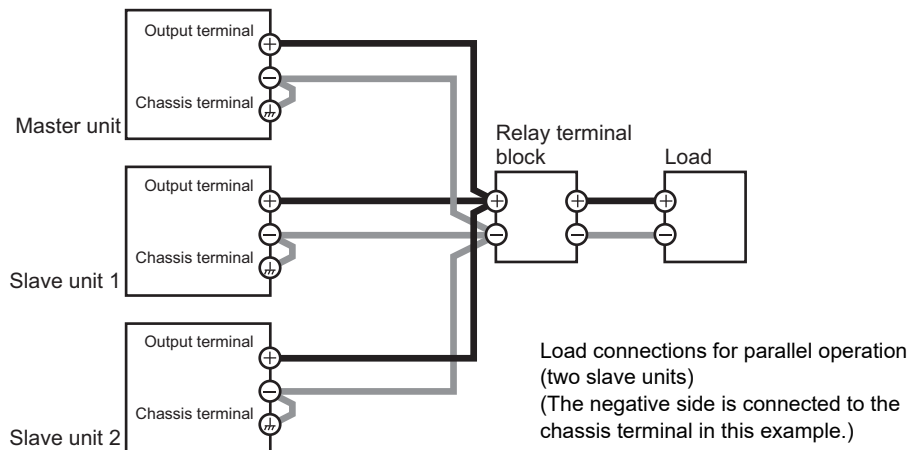 Output terminal
+
−
Chassis terminal
Master unit
Output terminal
+
−
Chassis terminal
Slave unit 1
Output terminal
+
−
Chassis terminal
Slave unit 2
Relay terminal
block
+
−
+
−
Load
+
−
Load connections for parallel operation
(two slave units)
(The negative side is connected to the
chassis terminal in this example.)